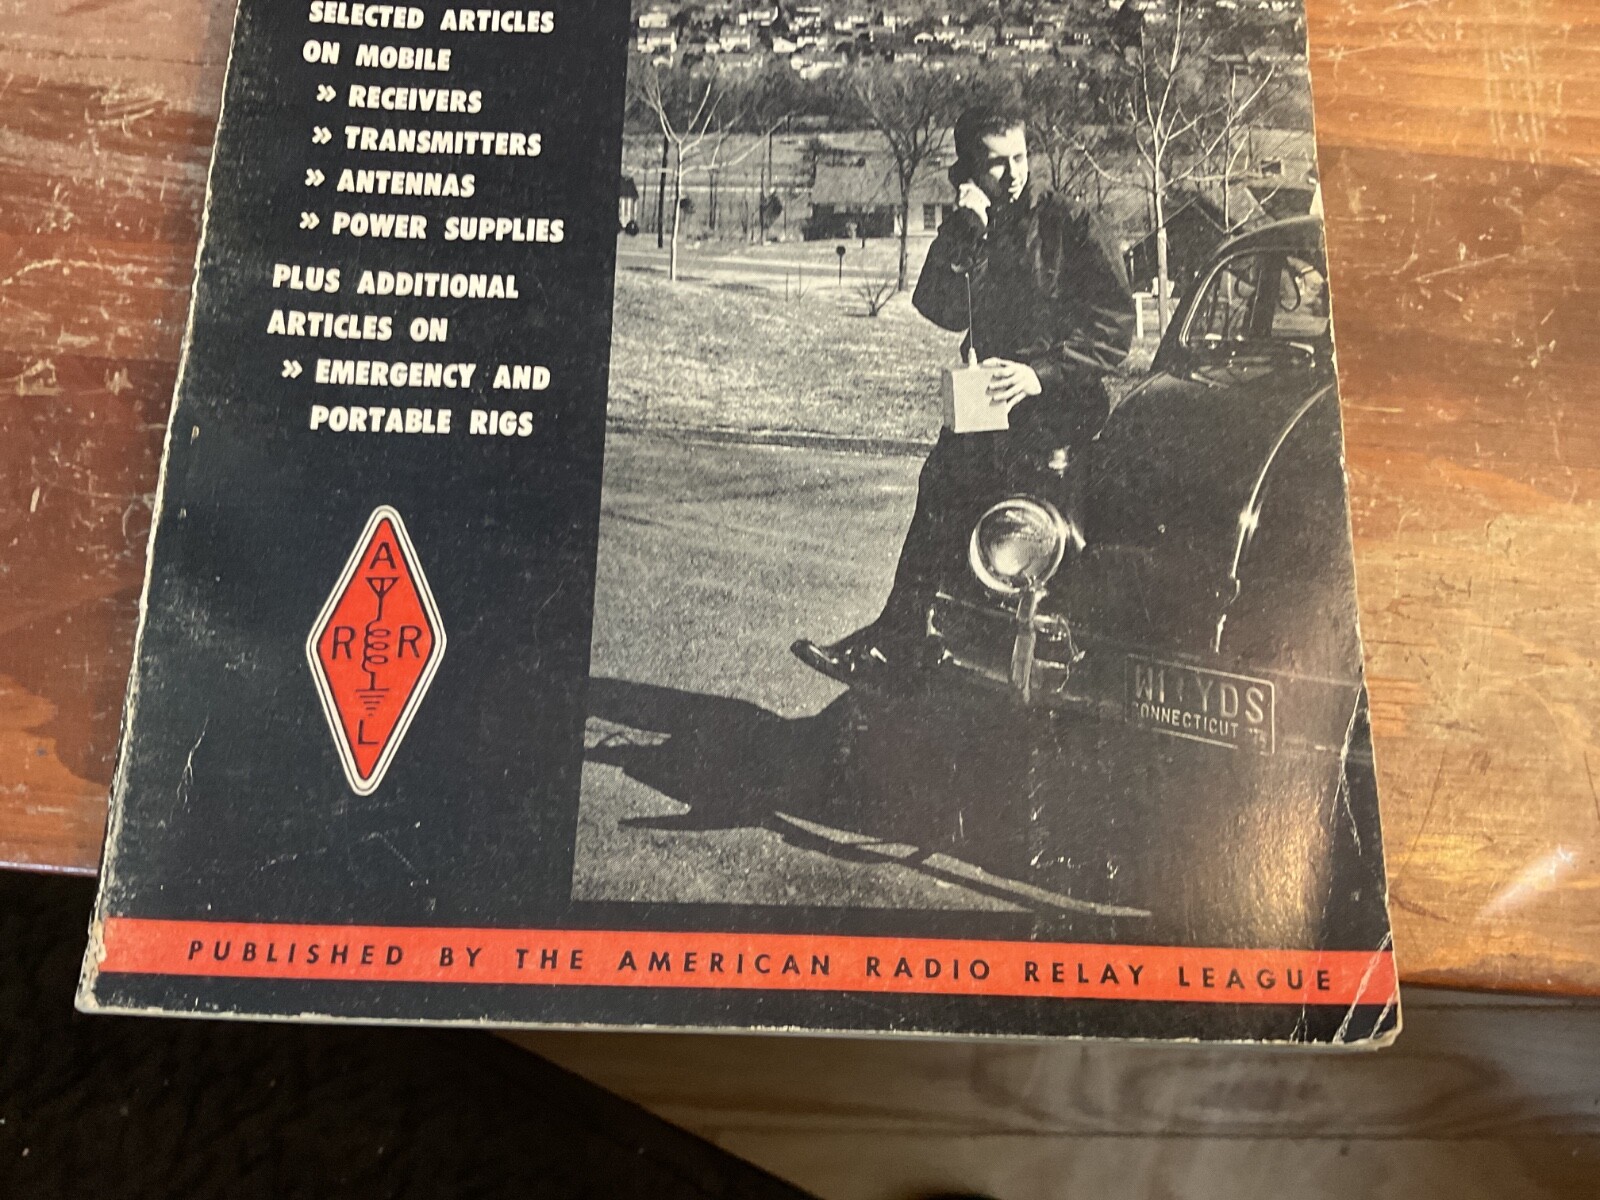 SELECTED ARTICLES
ON MOBILE
» RECEIVERS
» TRANSMITTERS
» ANTENNAS
» POWER SUPPLIES
PLUS ADDITIONAL
ARTICLES ON
» EMERGENCY AND
PORTABLE RIGS
A
R R
L
CONNECTICUT
PUBLISHED BY THE AMERICAN RADIO RELAY LEAGUE